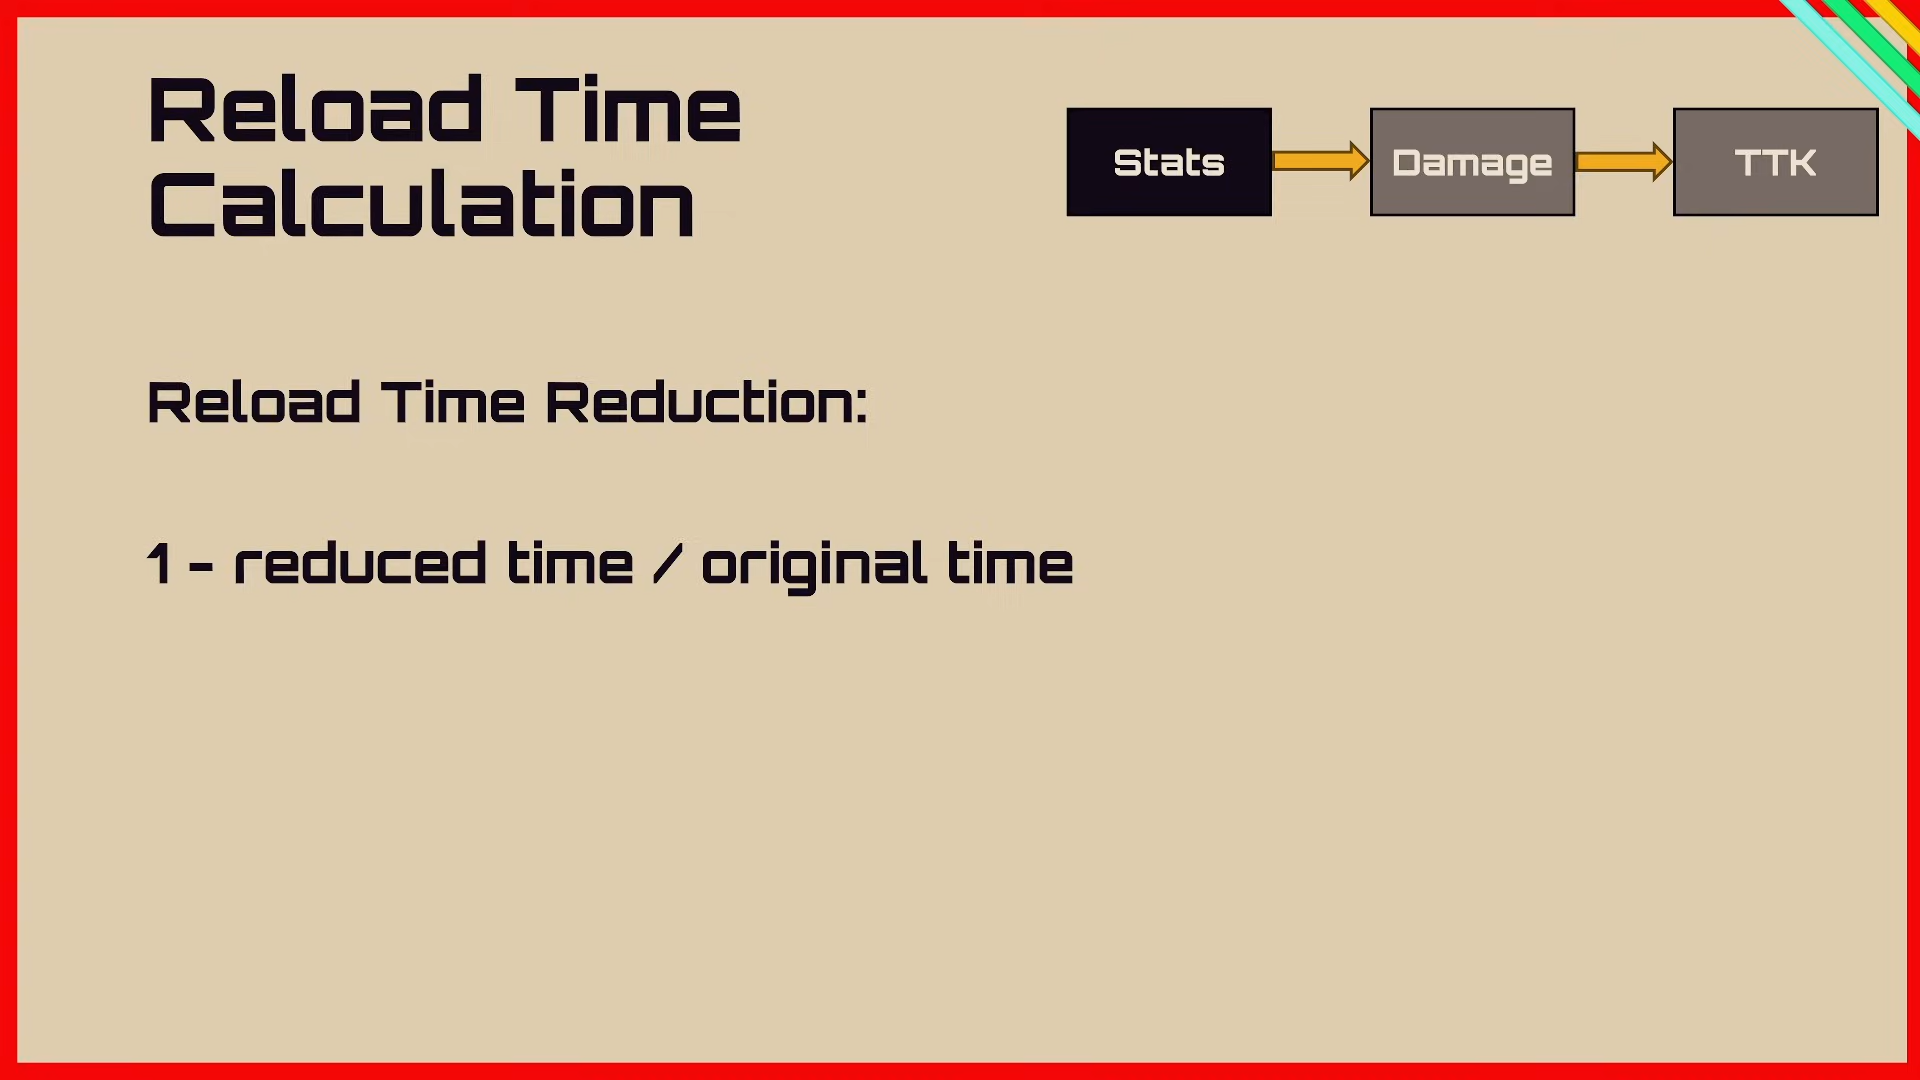 Reload Time
Calculation
Stats
Damage
TTK
Reload Time Reduction:
1 - reduced time / original time